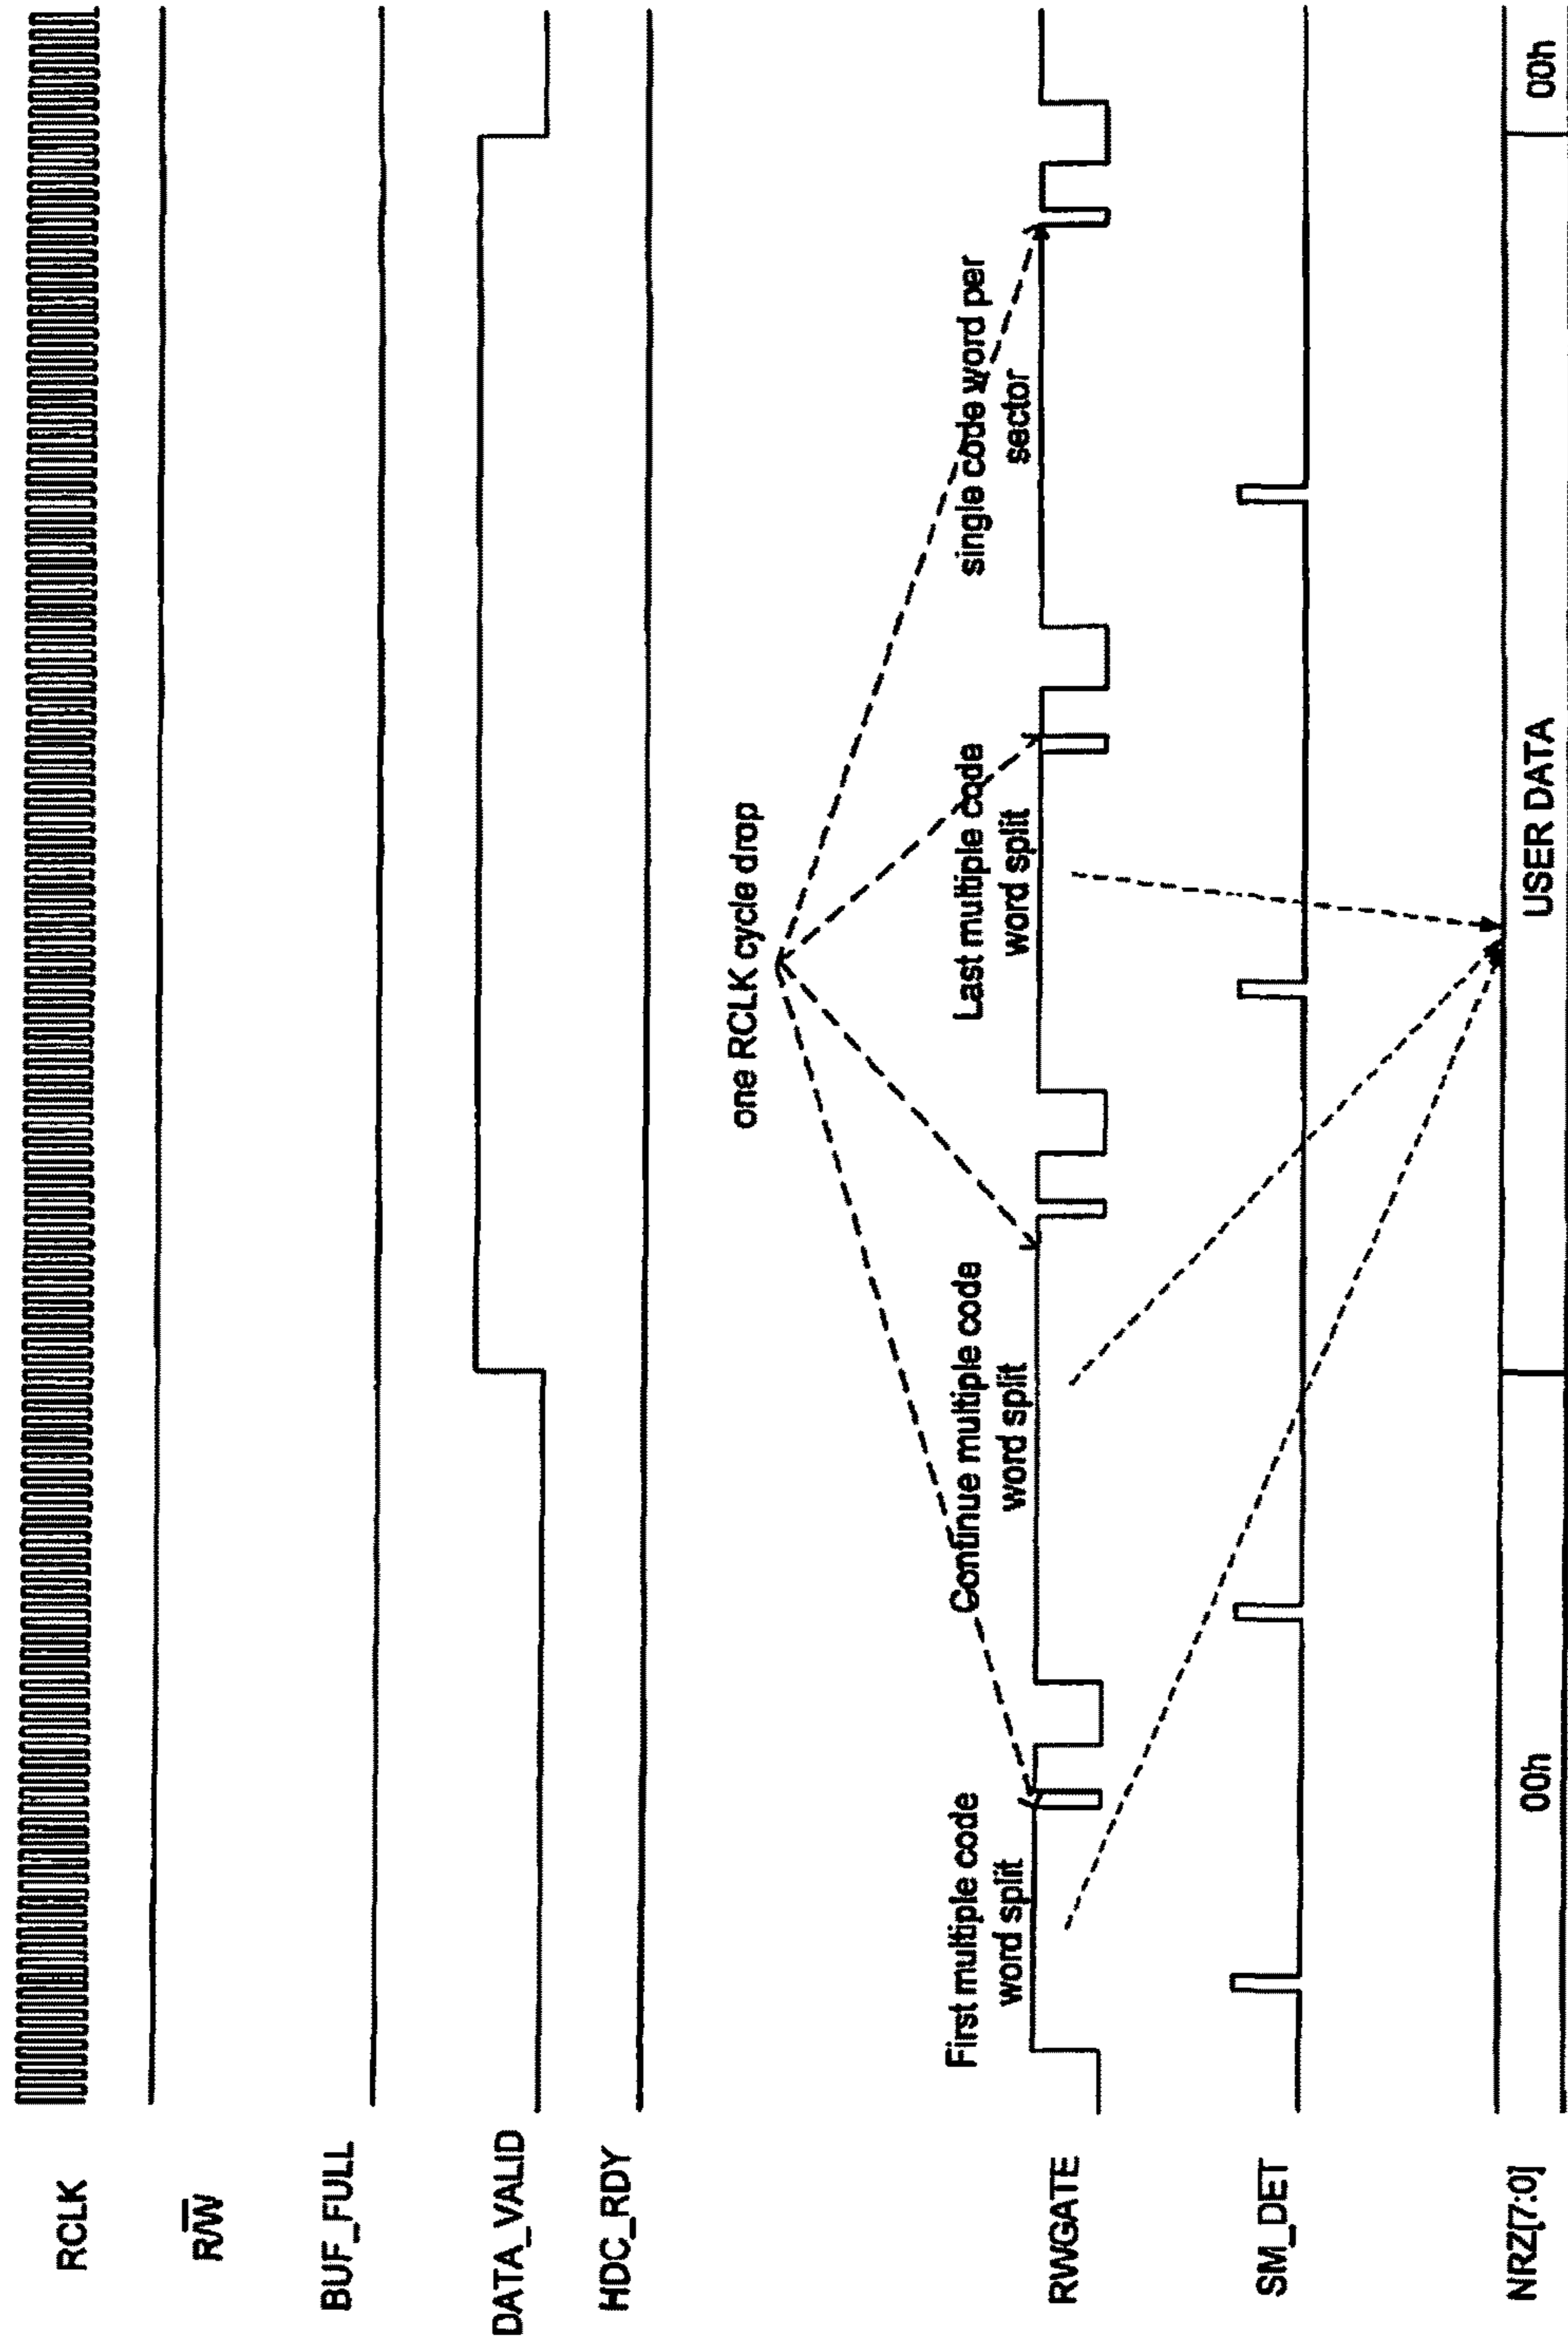 RCLK
R/W̅
BUF_FULL
DATA_VALID
HDC_RDY
one RCLK cycle drop
First multiple code
word split
Continue multiple code
word split
Last multiple code
word split
single code word per
sector
RWGATE
SM_DET
NRZ[7:0]
00h
USER DATA
00h